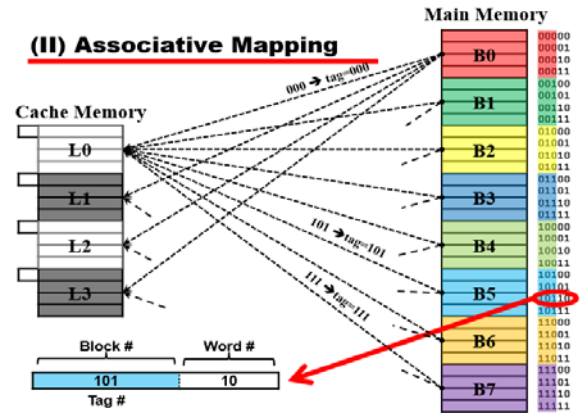 (II) Associative Mapping
Main Memory
Cache Memory
L0
L1
L2
L3
000 → tag=000
101 → tag=101
111 → tag=111
B0
00000
00001
00010
00011
B1
00100
00101
00110
00111
B2
01000
01001
01010
01011
B3
01100
01101
01110
01111
B4
10000
10001
10010
10011
B5
10100
10101
10110
10111
B6
11000
11001
11010
11011
B7
11100
11101
11110
11111
Block # Word #
101 10
Tag #